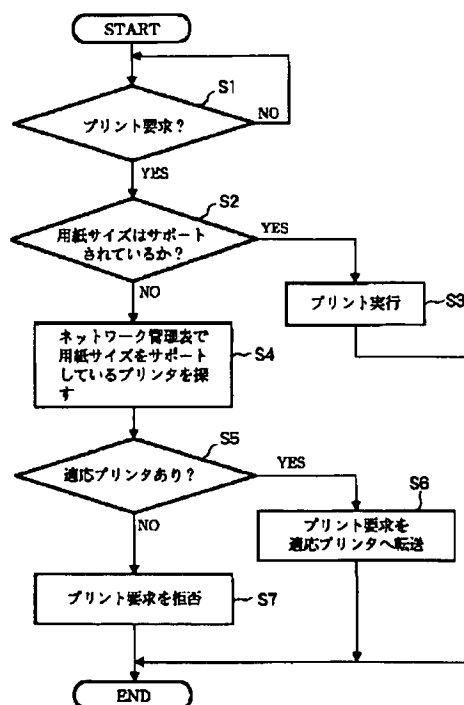 START
S1
プリント要求？
NO
YES
S2
用紙サイズはサポート
されているか？
YES
NO
プリント実行
S3
ネットワーク管理表で
用紙サイズをサポート
しているプリンタを探
す
S4
S5
適応プリンタあり？
YES
NO
S6
プリント要求を
適応プリンタへ転送
プリント要求を拒否
S7
END